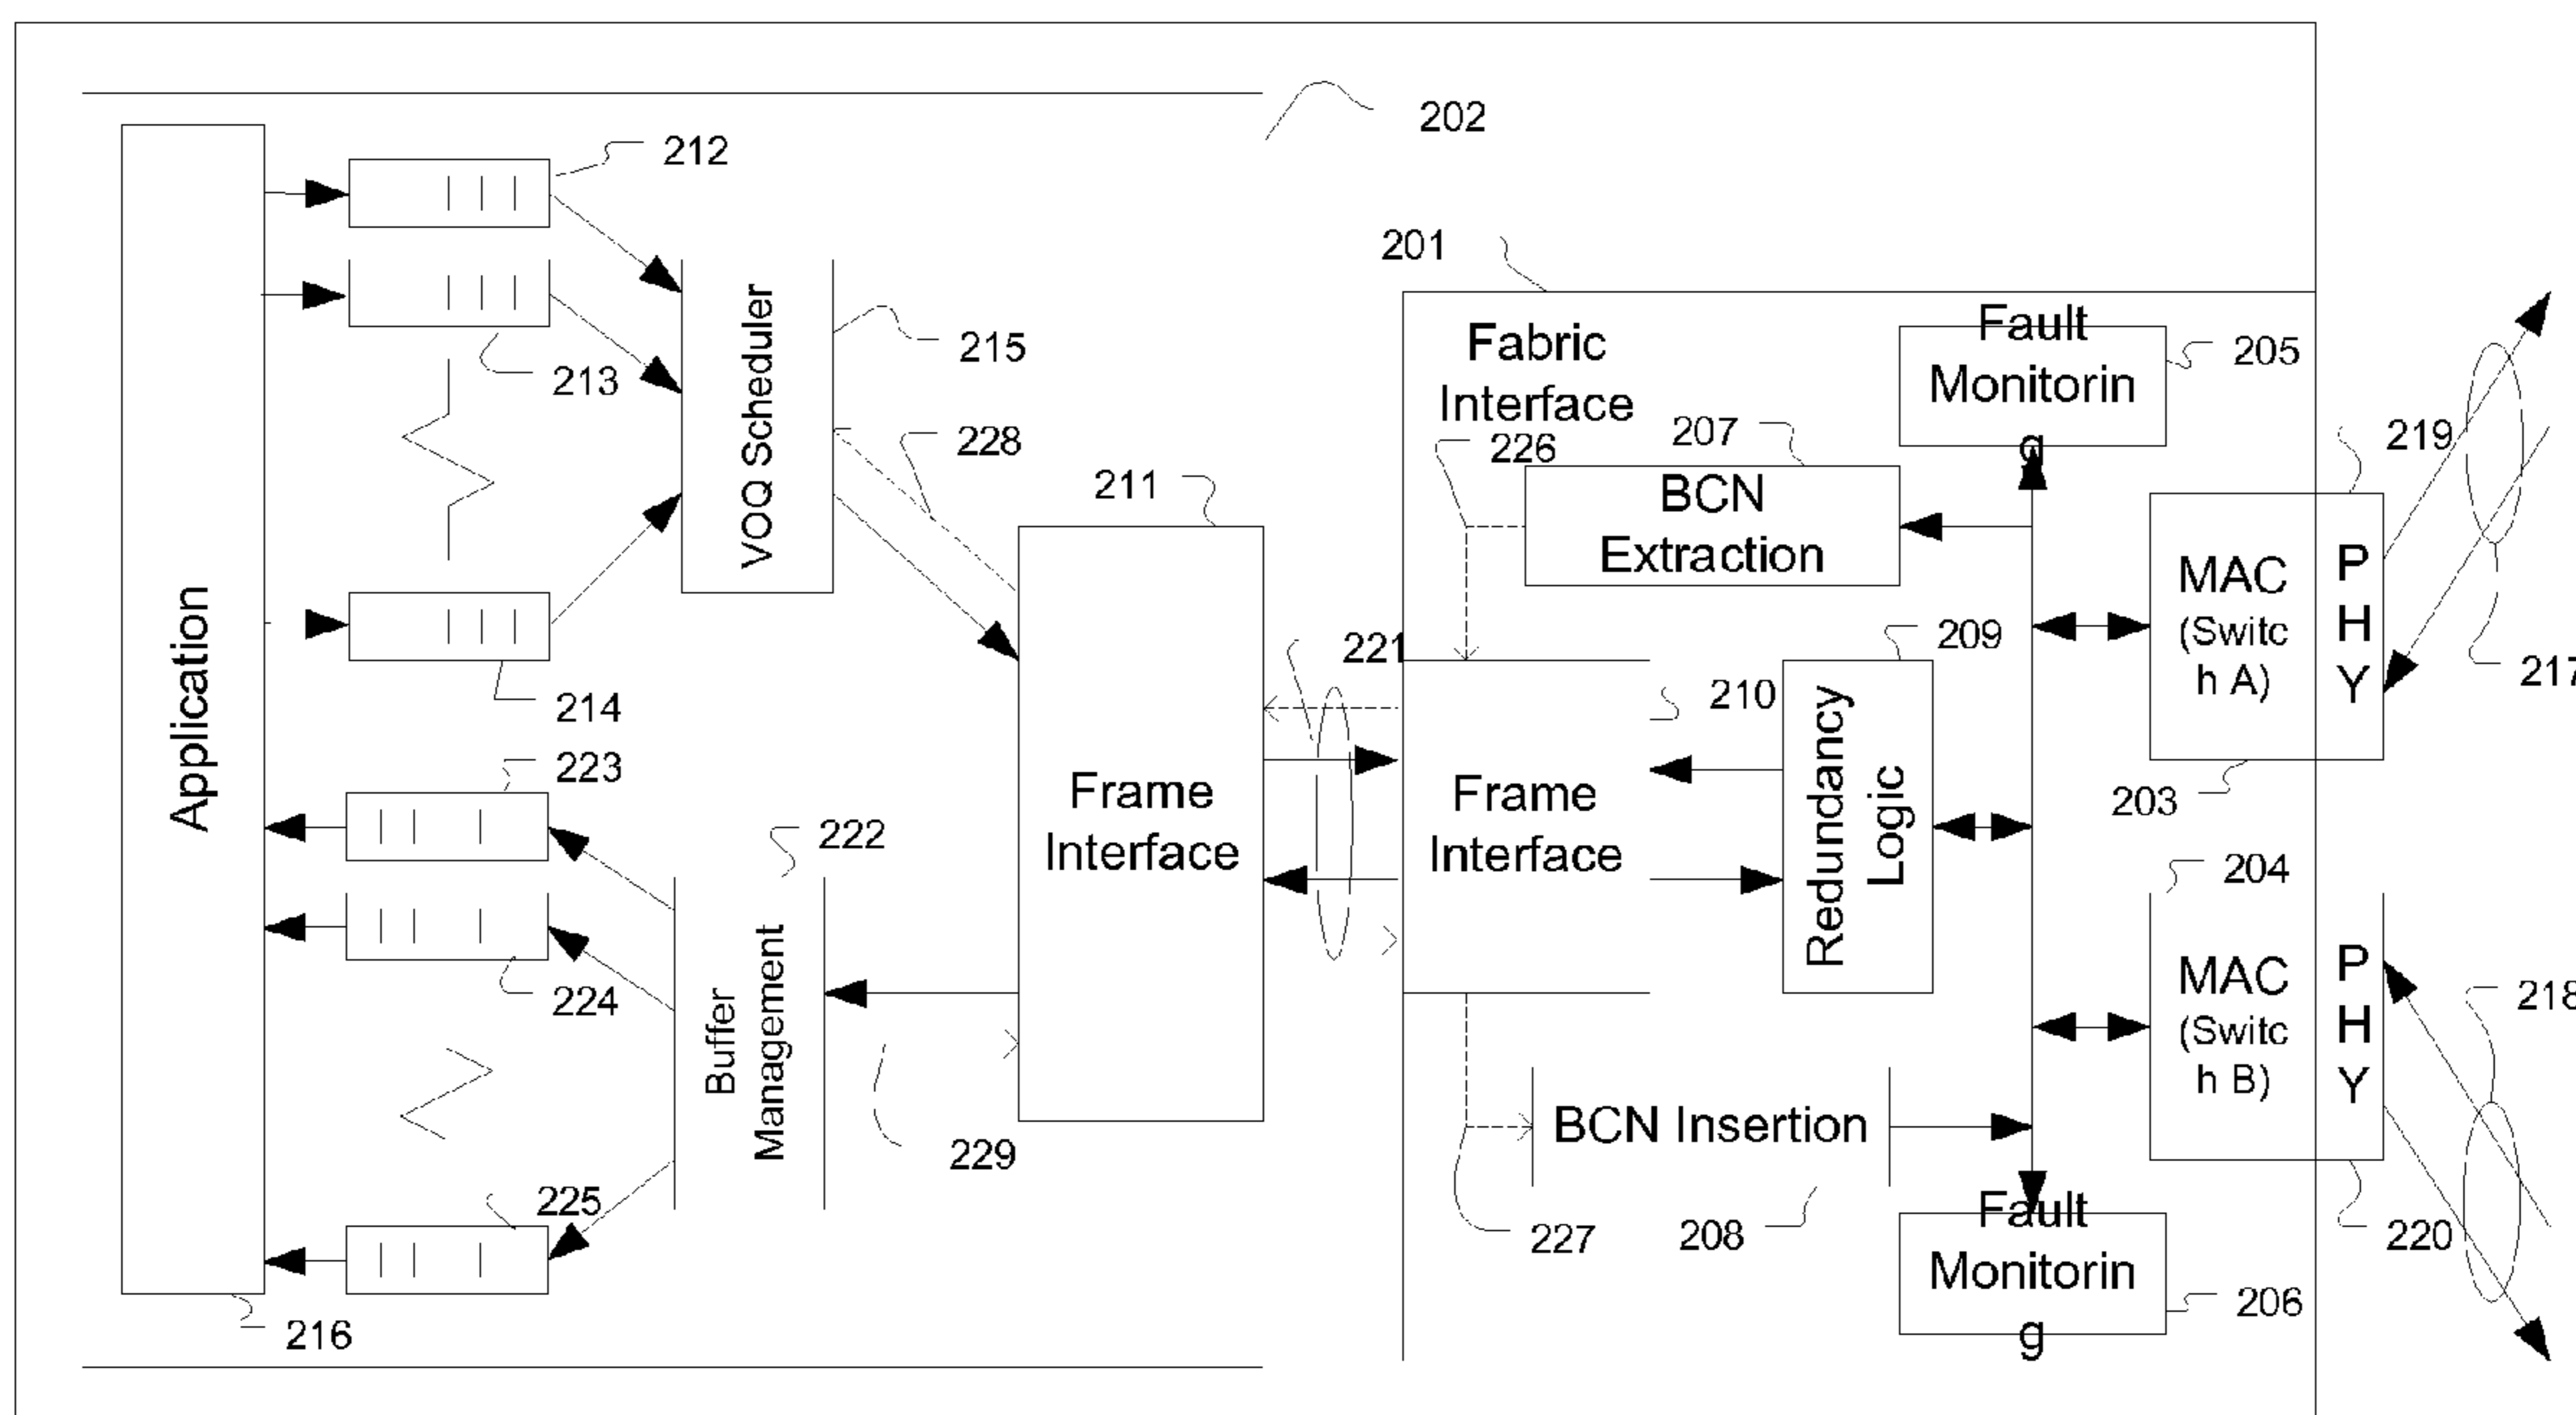 202
212
201
213
215
Fabric
Interface
Fault
Monitorin
g
205
VOQ Scheduler
228
226
207
219
211
BCN
Extraction
MAC
(Switc
h A)
P
H
Y
217
Application
214
221
209
210
Redundancy
Logic
203
223
222
Frame
Interface
Frame
Interface
204
224
Buffer
Management
MAC
(Switc
h B)
P
H
Y
218
229
BCN Insertion
225
227
208
Fault
Monitorin
g
206
220
216